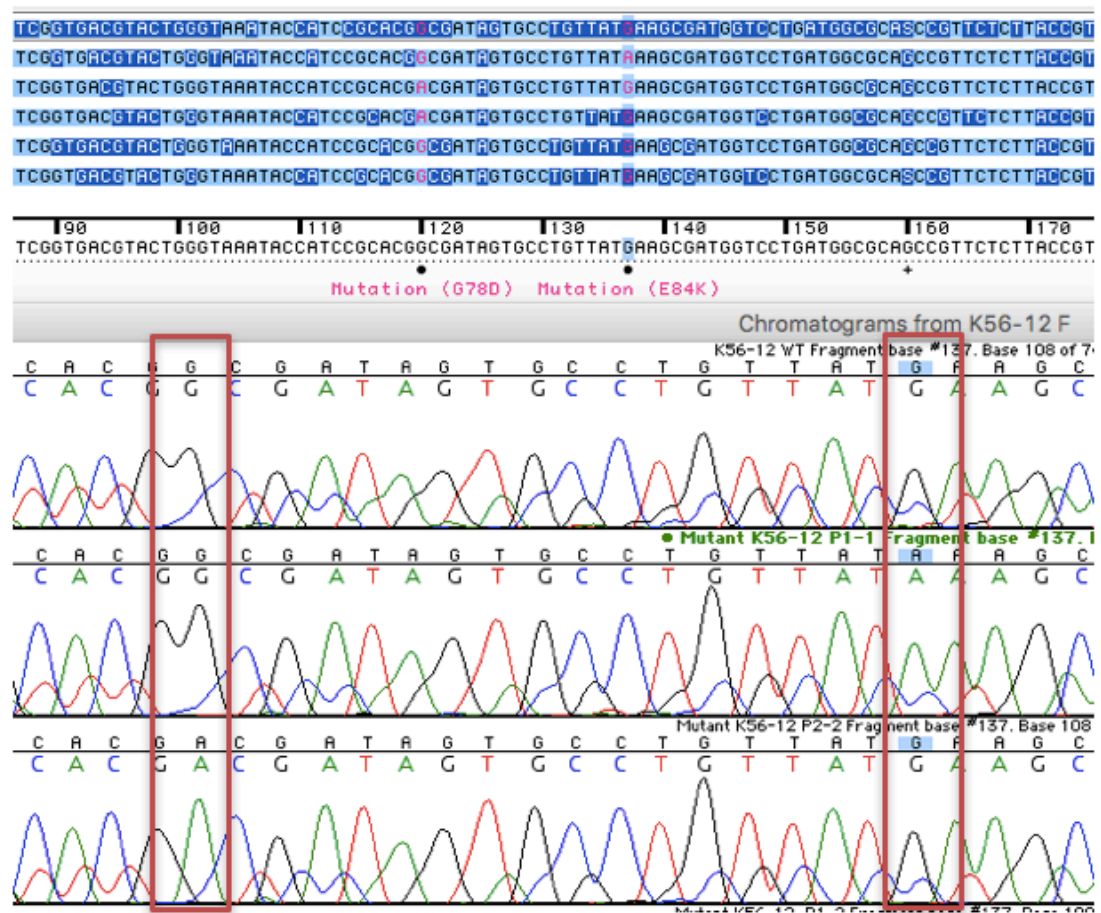 TCGGTGACGTACTGGGTAAATACCATCCGCACGGCGATAGTGCCTGTTATGAAGCGATGGTCCTGATGGCGCASCCGTTCTCTTACCGT
TCGGTGACGTACTGGGTAAATACCATCCGCACGGCGATAGTGCCTGTTATAAAGCGATGGTCCTGATGGCGCAGCCGTTCTCTTACCGT
TCGGTGACGTACTGGGTAAATACCATCCGCACGACGATAGTGCCTGTTATGAAGCGATGGTCCTGATGGCGCAGCCGTTCTCTTACCGT
TCGGTGACGTACTGGGTAAATACCATCCGCACGACGATAGTGCCTGTTATGAAGCGATGGTCCTGATGGCGCAGCCGTTCTCTTACCGT
TCGGTGACGTACTGGGTAAATACCATCCGCACGGCGATAGTGCCTGTTATGAAGCGATGGTCCTGATGGCGCAGCCGTTCTCTTACCGT
TCGGTGACGTACTGGGTAAATACCATCCGCACGGCGATAGTGCCTGTTATGAAGCGATGGTCCTGATGGCGCASCCGTTCTCTTACCGT
90 100 110 120 130 140 150 160 170
TCGGTGACGTACTGGGTAAATACCATCCGCACGGCGATAGTGCCTGTTATGAAGCGATGGTCCTGATGGCGCAGCCGTTCTCTTACCGT
Mutation (G78D) Mutation (E84K)
Chromatograms from K56-12 F
K56-12 WT Fragment base #137. Base 108 of 7
C A C G G C G A T A G T G C C T G T T A T G A A G C
C A C G G C G A T A G T G C C T G T T A T G A A G C
Mutant K56-12 P1-1 Fragment base #137.
C A C G G C G A T A G T G C C T G T T A T A A A G C
C A C G G C G A T A G T G C C T G T T A T A A A G C
Mutant K56-12 P2-2 Fragment base #137. Base 108
C A C G A C G A T A G T G C C T G T T A T G A A G C
C A C G A C G A T A G T G C C T G T T A T G A A G C